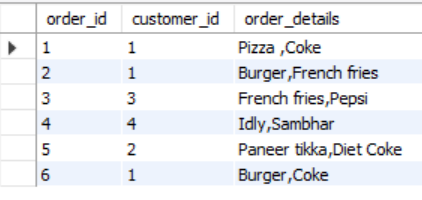 order_id customer_id order_details
1 1 Pizza ,Coke
2 1 Burger,French fries
3 3 French fries,Pepsi
4 4 Idly,Sambhar
5 2 Paneer tikka,Diet Coke
6 1 Burger,Coke